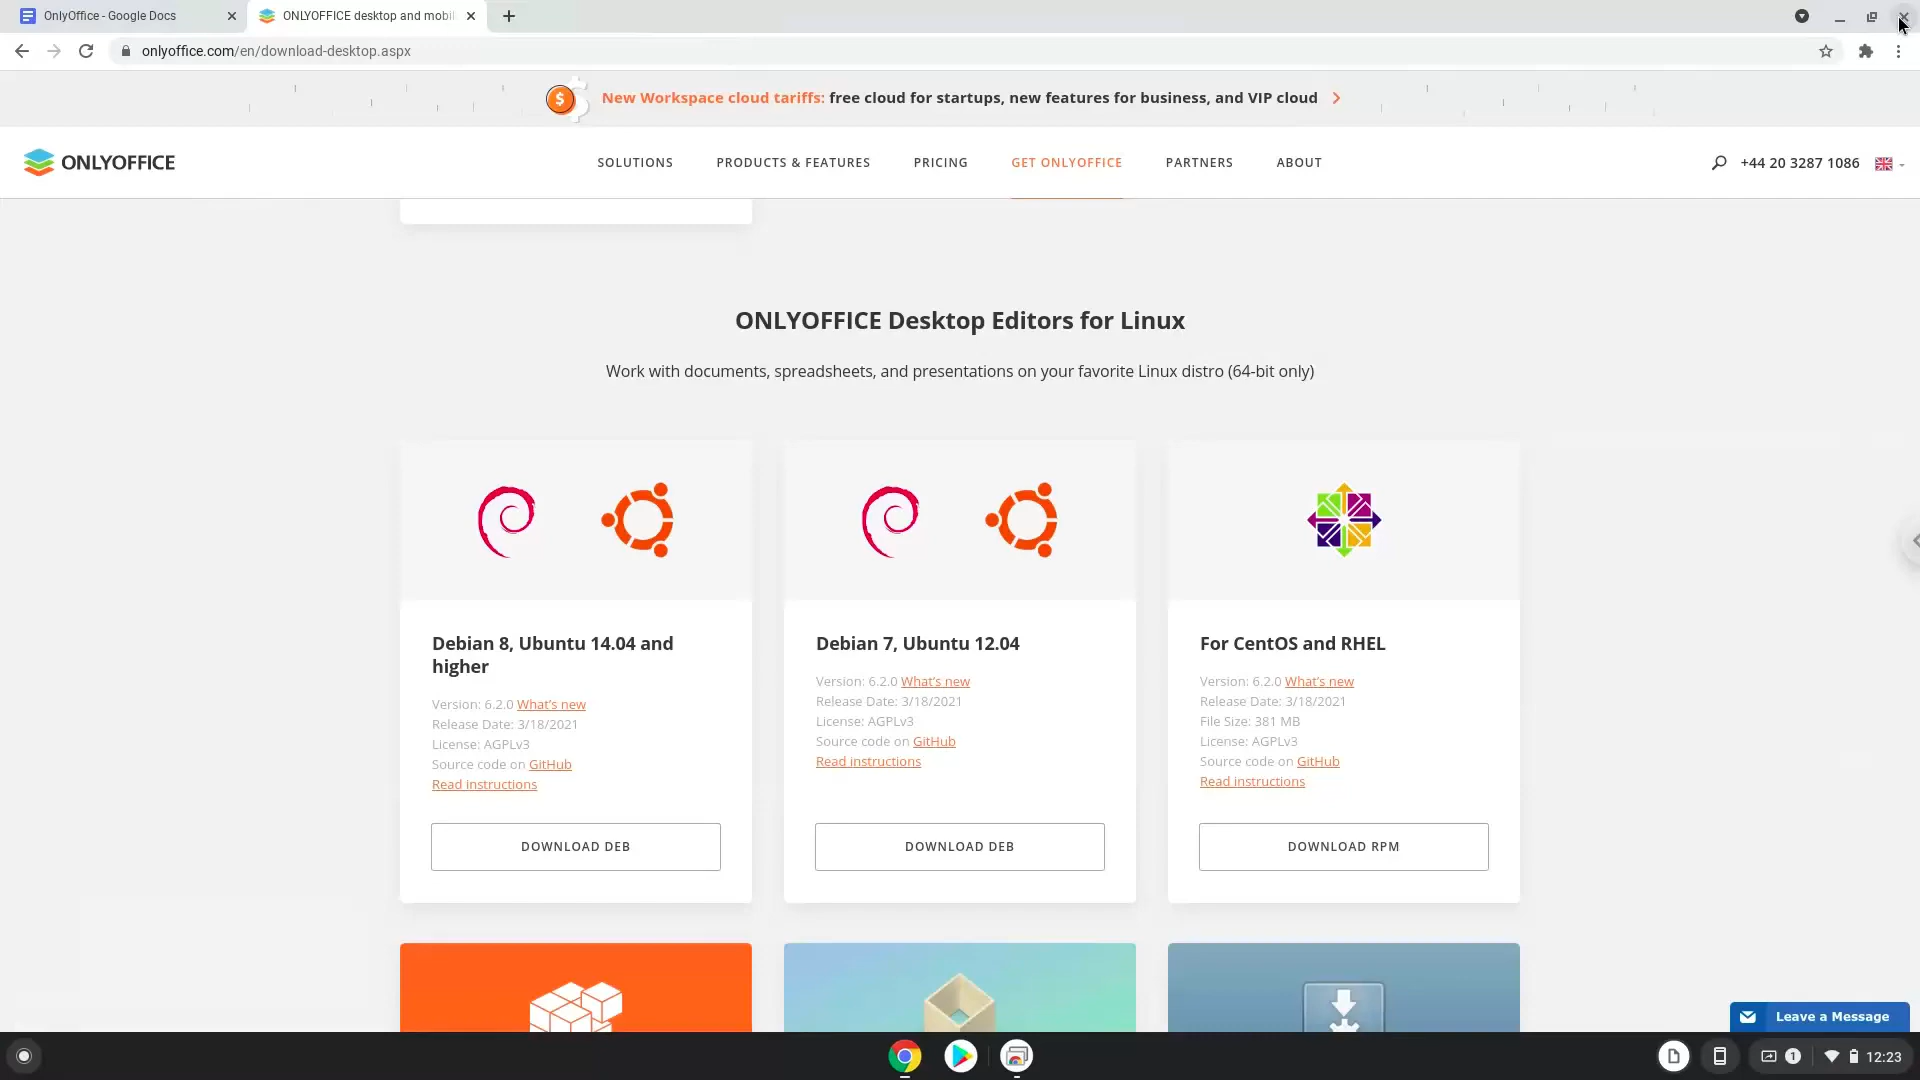 OnlyOffice - Google Docs
ONLYOFFICE desktop and mobil
onlyoffice.com/en/download-desktop.aspx
$
New Workspace cloud tariffs: free cloud for startups, new features for business, and VIP cloud
ONLYOFFICE
SOLUTIONS
PRODUCTS & FEATURES
PRICING
GET ONLYOFFICE
PARTNERS
ABOUT
+44 20 3287 1086
ONLYOFFICE Desktop Editors for Linux
Work with documents, spreadsheets, and presentations on your favorite Linux distro (64-bit only)
Debian 8, Ubuntu 14.04 and
higher
Version: 6.2.0 What's new
Release Date: 3/18/2021
License: AGPLv3
Source code on GitHub
Read instructions
DOWNLOAD DEB
Debian 7, Ubuntu 12.04
Version: 6.2.0 What's new
Release Date: 3/18/2021
License: AGPLv3
Source code on GitHub
Read instructions
DOWNLOAD DEB
For CentOS and RHEL
Version: 6.2.0 What's new
Release Date: 3/18/2021
File Size: 381 MB
License: AGPLv3
Source code on GitHub
Read instructions
DOWNLOAD RPM
Leave a Message
1
12:23